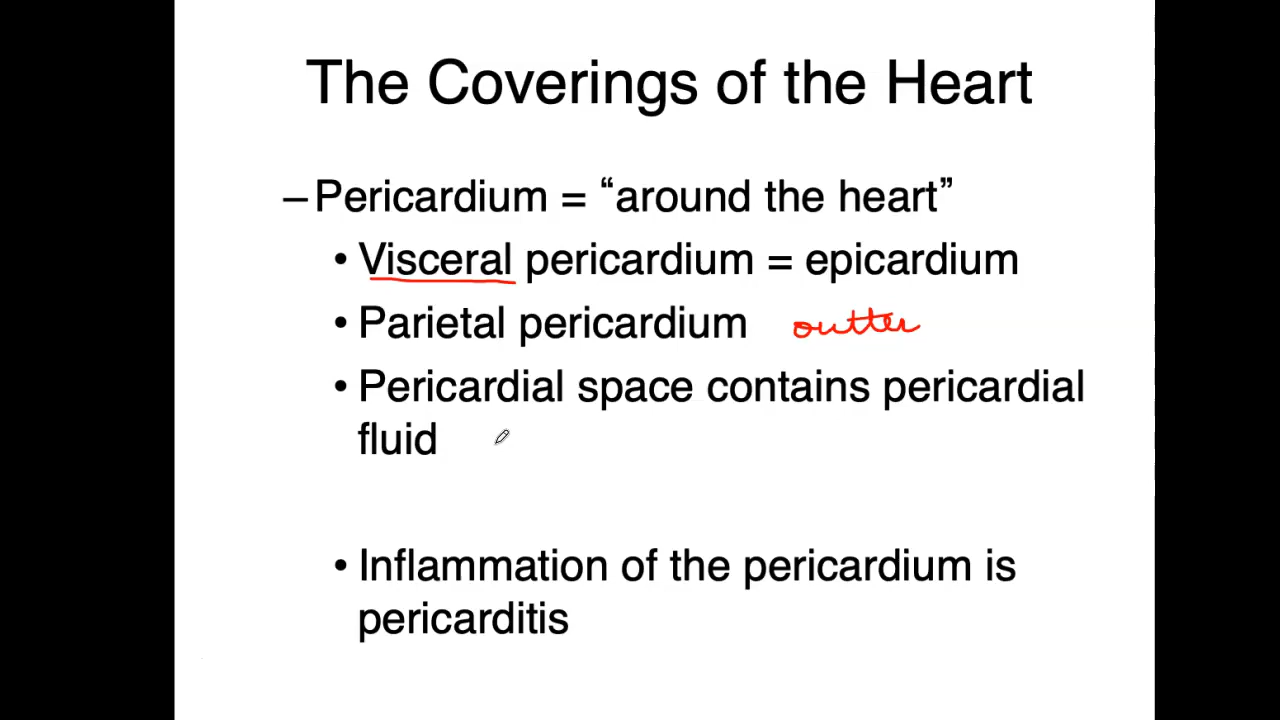 The Coverings of the Heart
–Pericardium = “around the heart”
• Visceral pericardium = epicardium
• Parietal pericardium outter
• Pericardial space contains pericardial
fluid
• Inflammation of the pericardium is
pericarditis